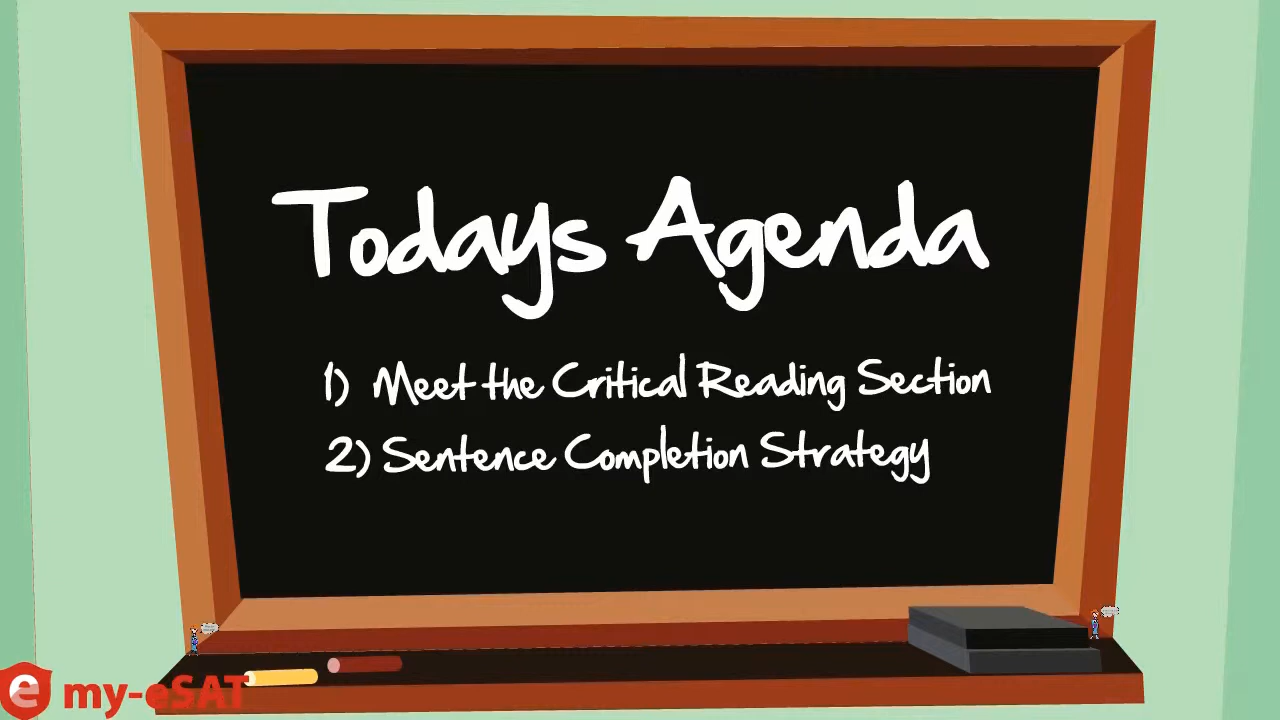 Todays Agenda
1) Meet the Critical Reading Section
2) Sentence Completion Strategy
e my-eSAT